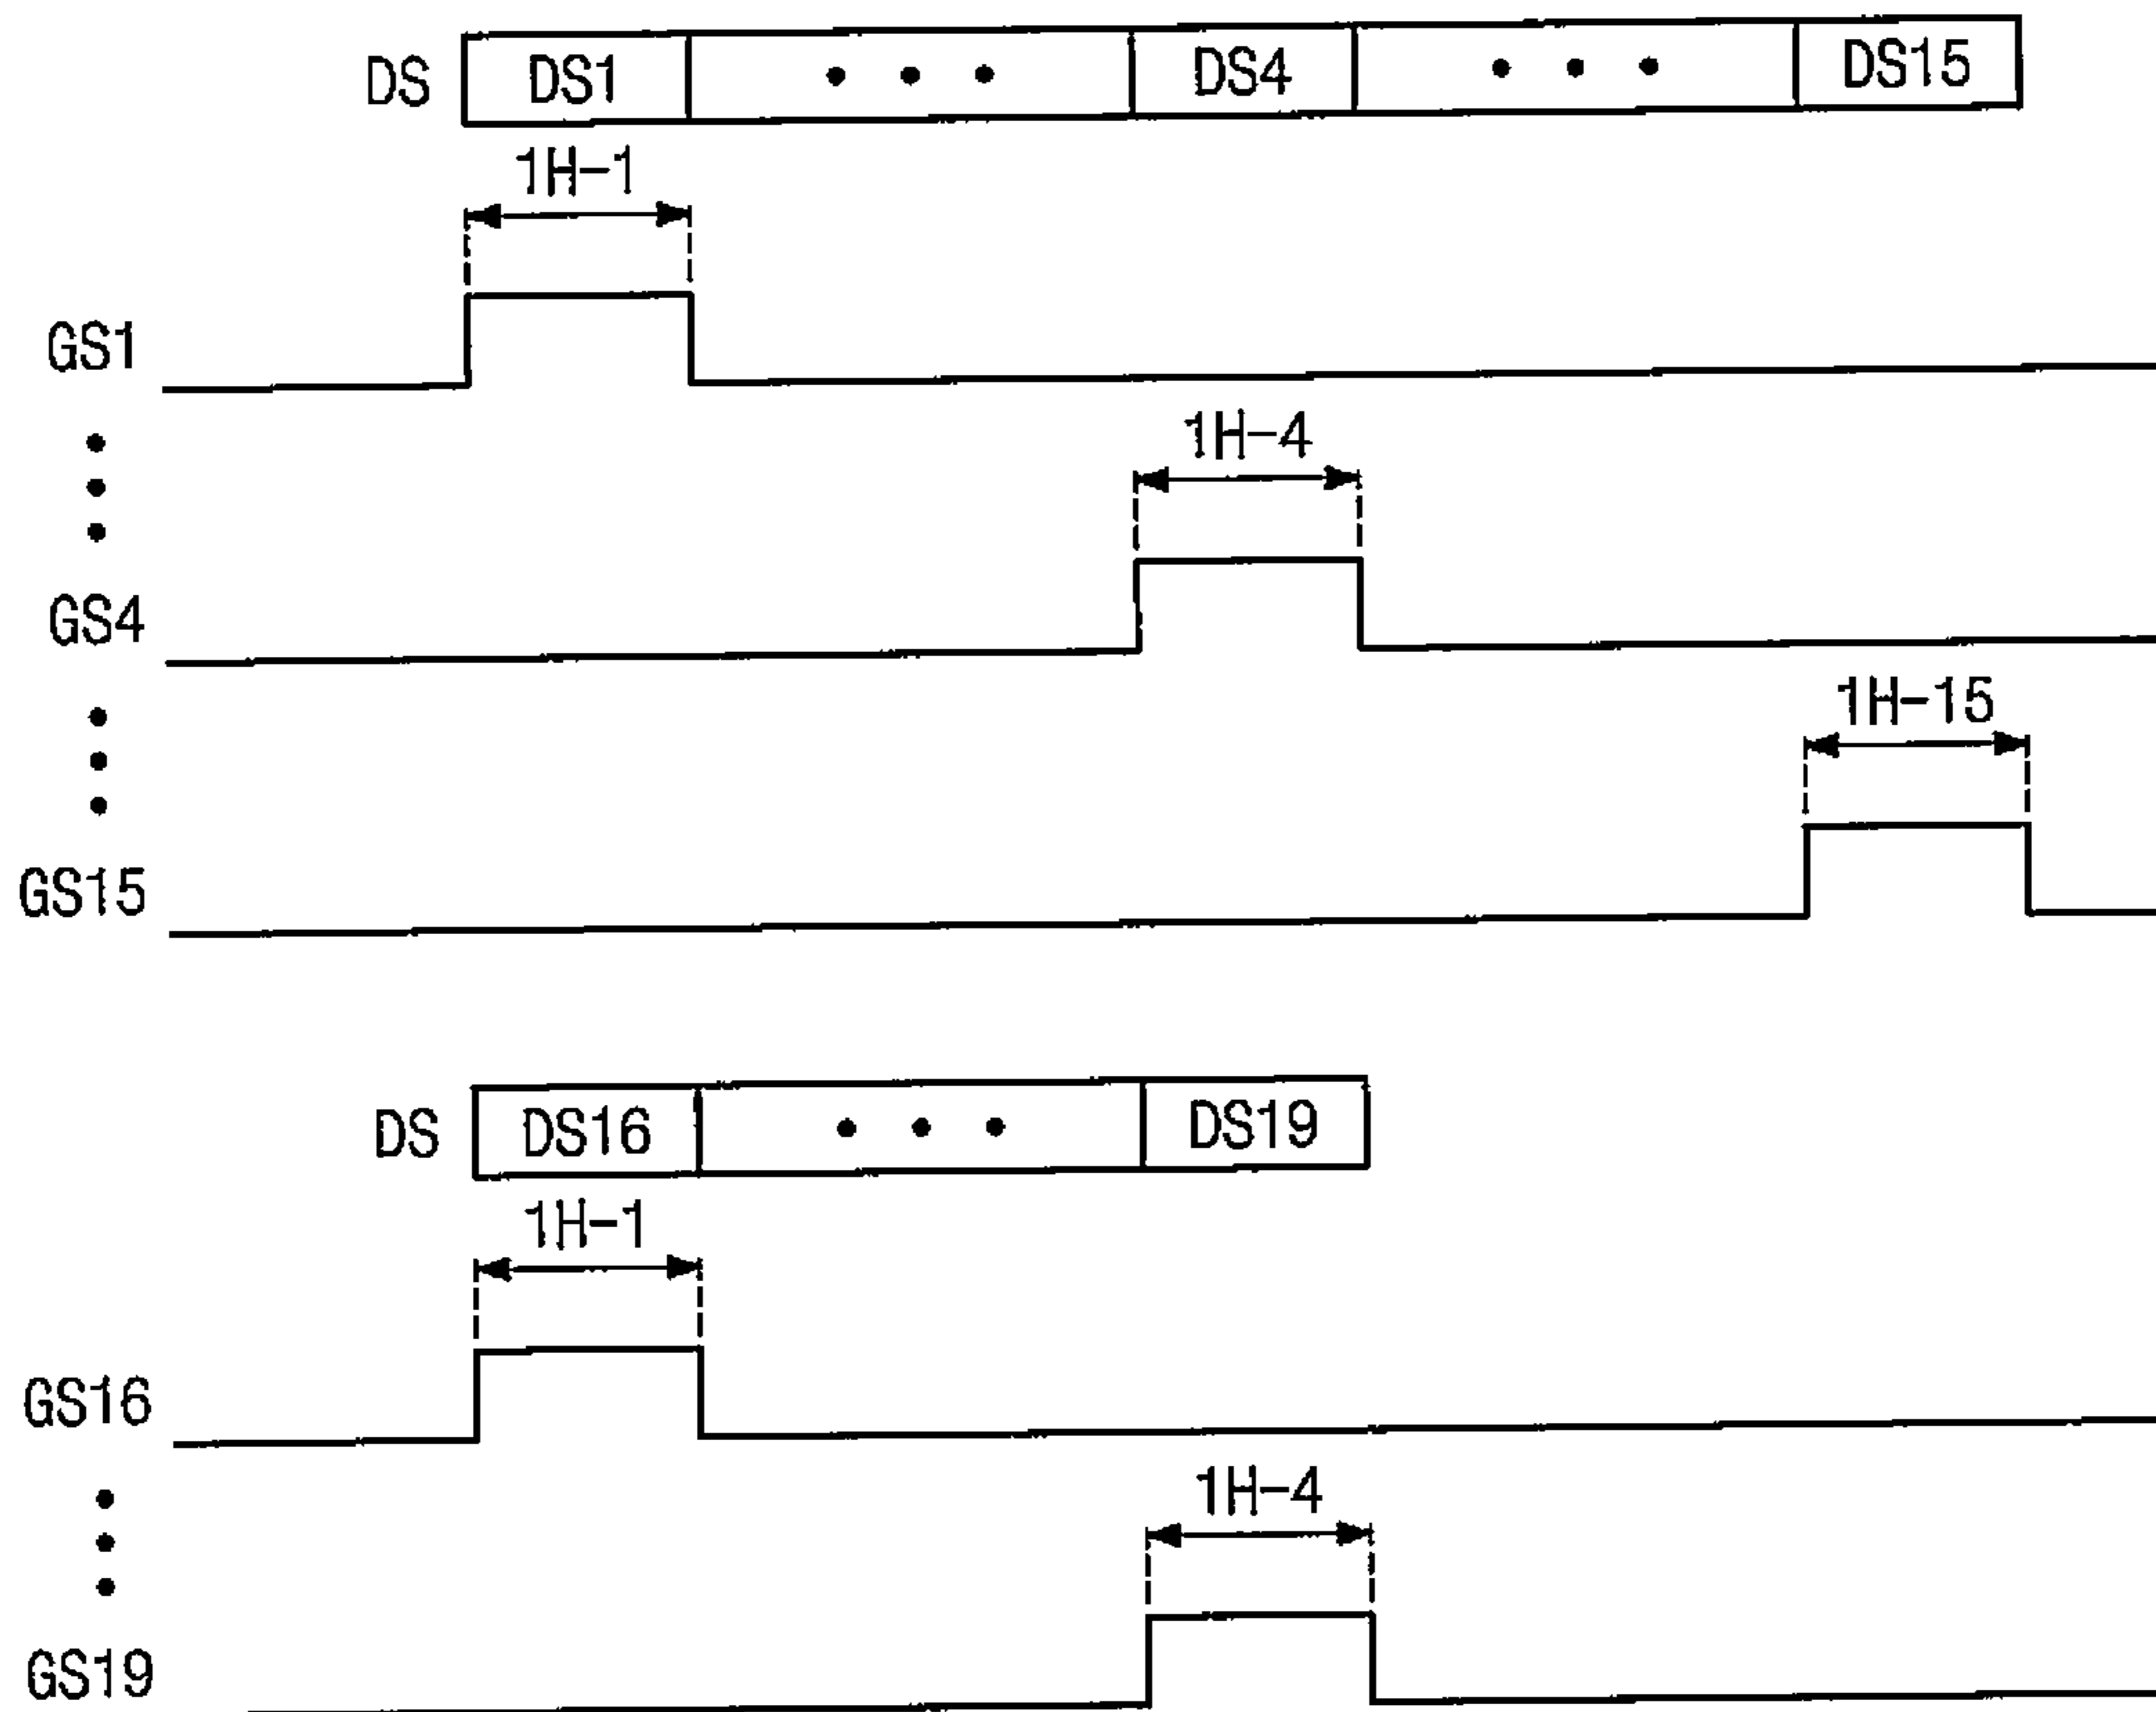 DS DS1 • • • DS4 • • • DS15
1H-1
GS1
1H-4
GS4
1H-15
GS15
DS DS16 • • • DS19
1H-1
GS16
1H-4
GS19